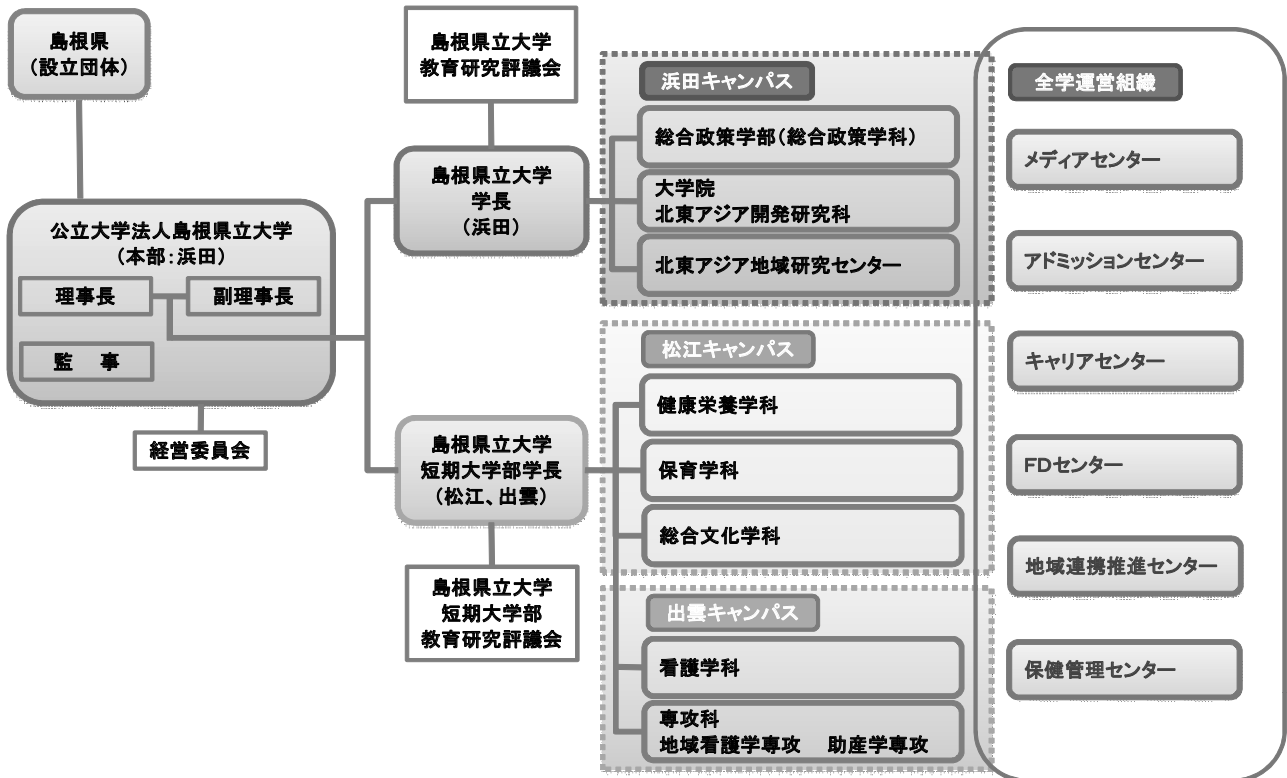 島根県
(設立団体)
公立大学法人島根県立大学
(本部:浜田)
理事長
副理事長
監　事
経営委員会
島根県立大学
教育研究評議会
島根県立大学
学長
(浜田)
島根県立大学
短期大学部学長
(松江、出雲)
島根県立大学
短期大学部
教育研究評議会
浜田キャンパス
総合政策学部(総合政策学科)
大学院
北東アジア開発研究科
北東アジア地域研究センター
松江キャンパス
健康栄養学科
保育学科
総合文化学科
出雲キャンパス
看護学科
専攻科
地域看護学専攻　助産学専攻
全学運営組織
メディアセンター
アドミッションセンター
キャリアセンター
FDセンター
地域連携推進センター
保健管理センター